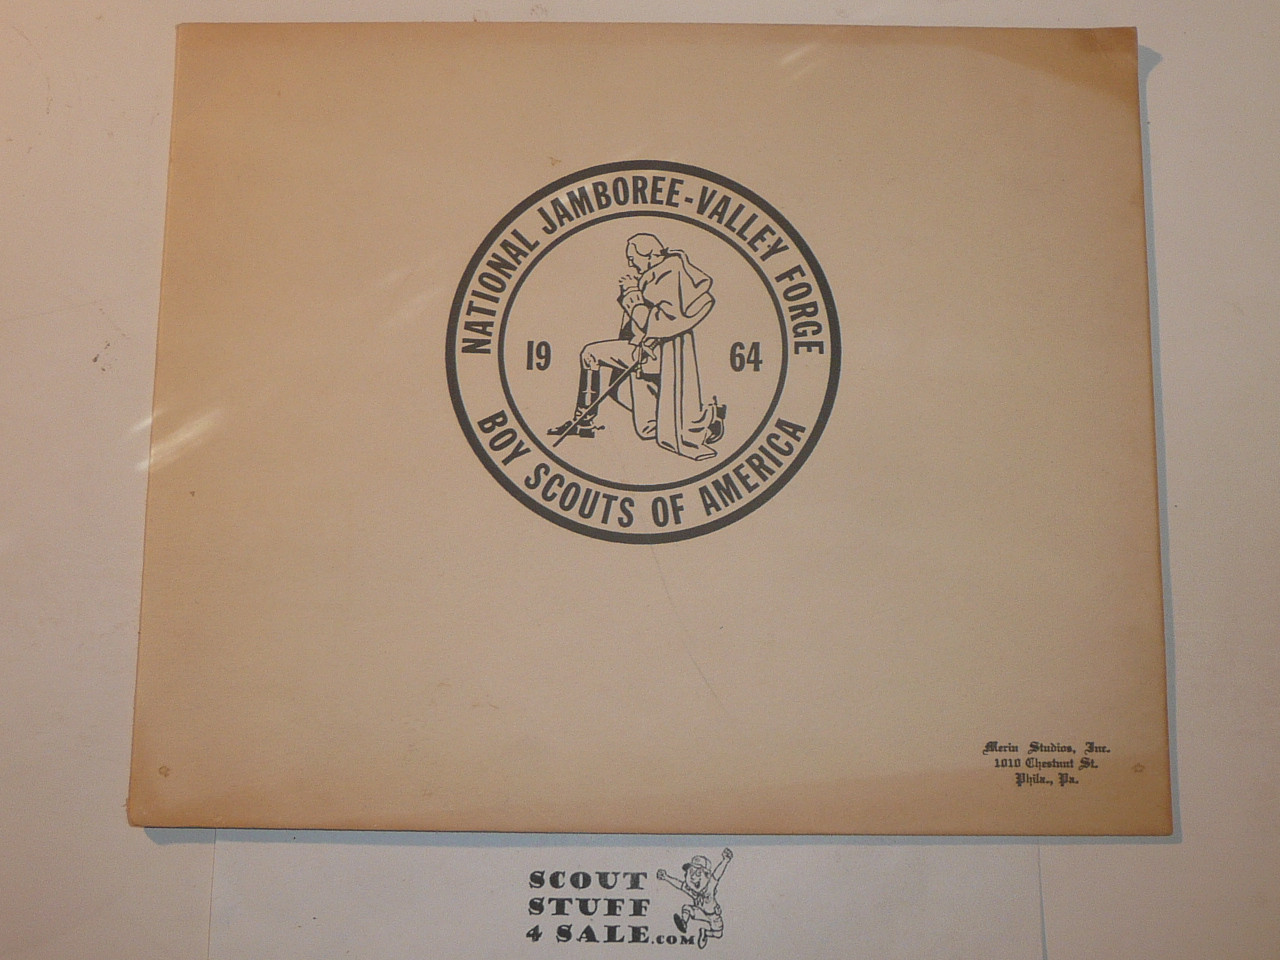 NATIONAL JAMBOREE-VALLEY FORGE
19 64
BOY SCOUTS OF AMERICA
Merin Studios, Inc.
1010 Chestnut St.
Phila., Pa.
SCOUT
STUFF
4 SALE.COM